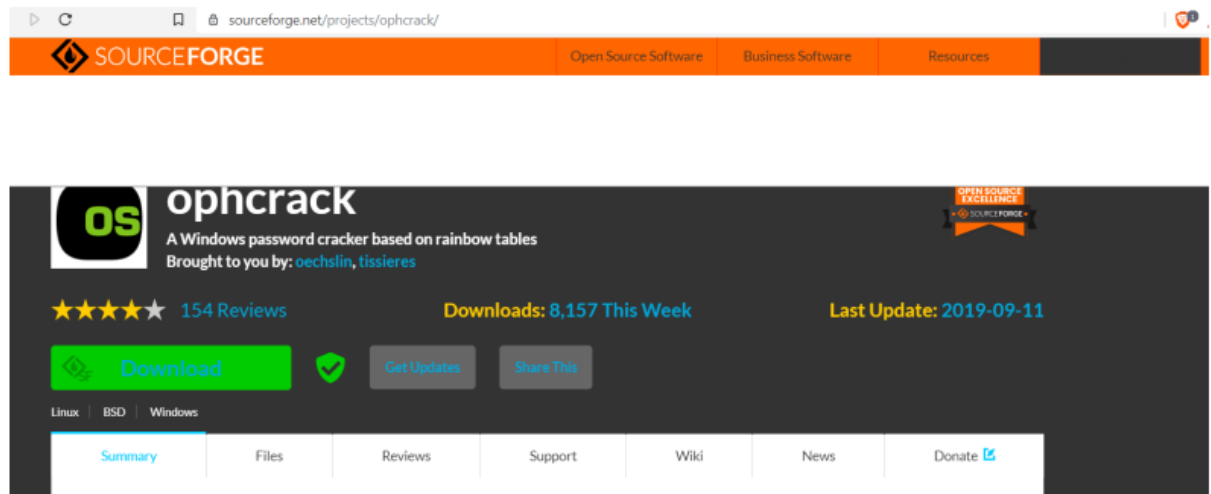 sourceforge.net/projects/ophcrack/
SOURCEFORGE
Open Source Software Business Software Resources
OS
ophcrack
A Windows password cracker based on rainbow tables
Brought to you by: oechslin, tissieres
OPEN SOURCE
EXCELLENCE
SOURCEFORGE
154 Reviews Downloads: 8,157 This Week Last Update: 2019-09-11
Download Get Updates Share This
Linux BSD Windows
Summary Files Reviews Support Wiki News Donate